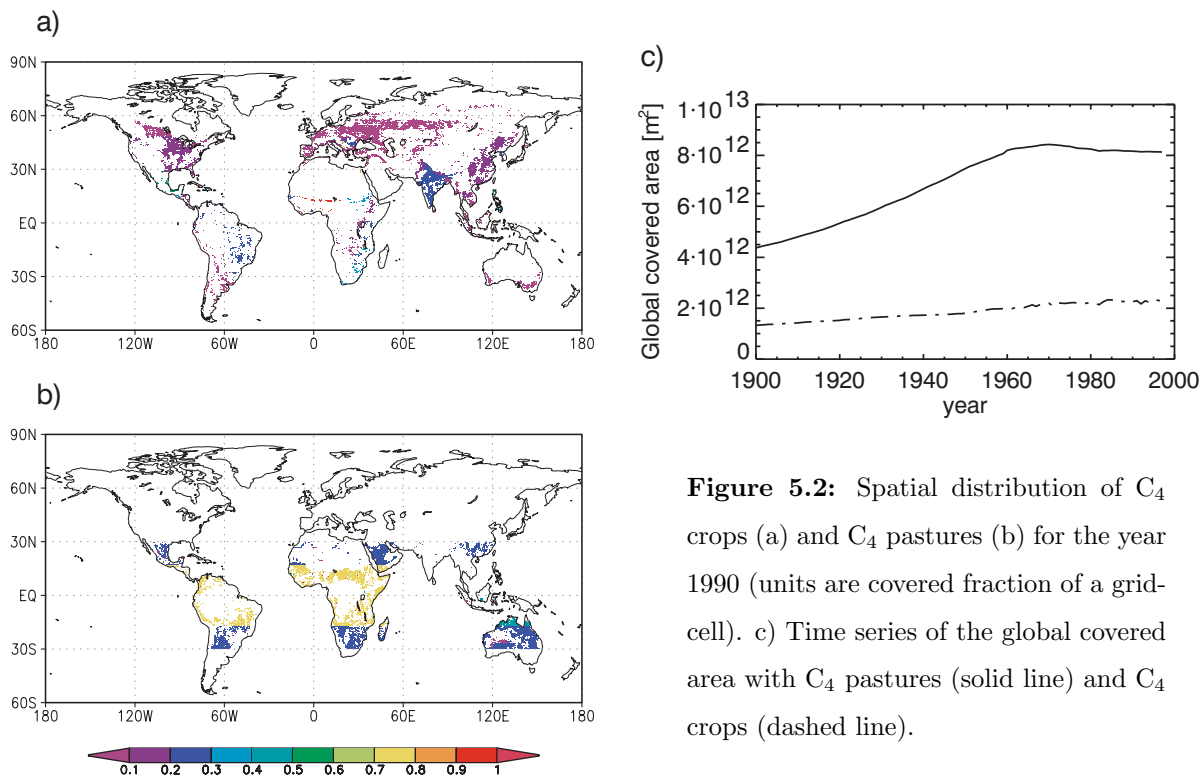 a)
90N
60N
30N
EQ
30S
60S
180 120W 60W 0 60E 120E 180
b)
90N
60N
30N
EQ
30S
60S
180 120W 60W 0 60E 120E 180
0.1 0.2 0.3 0.4 0.5 0.6 0.7 0.8 0.9 1
c)
Global covered area [m²]
1·10¹³
8·10¹²
6·10¹²
4·10¹²
2·10¹²
0
1900 1920 1940 1960 1980 2000
year
Figure 5.2: Spatial distribution of C₄
crops (a) and C₄ pastures (b) for the year
1990 (units are covered fraction of a grid-
cell). c) Time series of the global covered
area with C₄ pastures (solid line) and C₄
crops (dashed line).